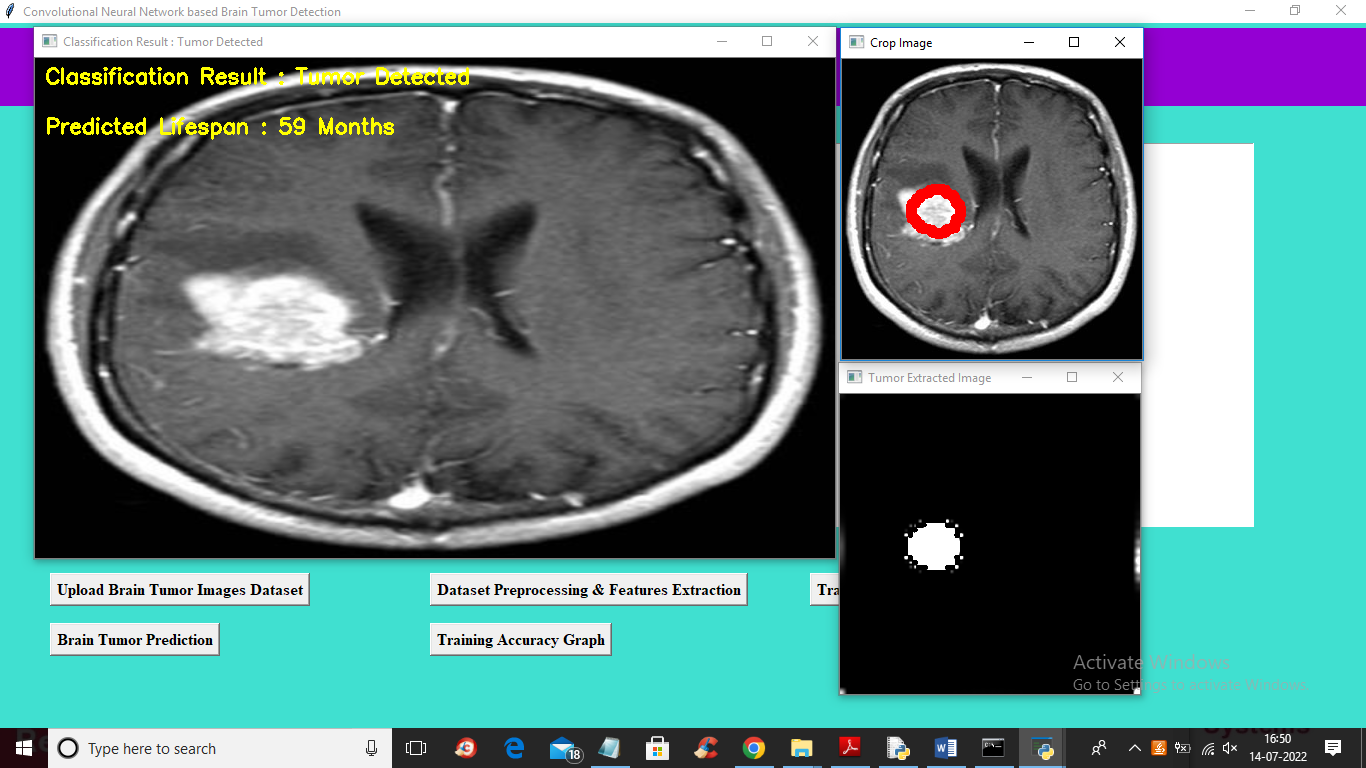 Convolutional Neural Network based Brain Tumor Detection
Classification Result : Tumor Detected
Classification Result : Tumor Detected
Predicted Lifespan : 59 Months
Crop Image
Tumor Extracted Image
Upload Brain Tumor Images Dataset
Dataset Preprocessing & Features Extraction
Tra
Brain Tumor Prediction
Training Accuracy Graph
Activate Windows
Go to Settings to activate Windows.
Type here to search
18
16:50
14-07-2022